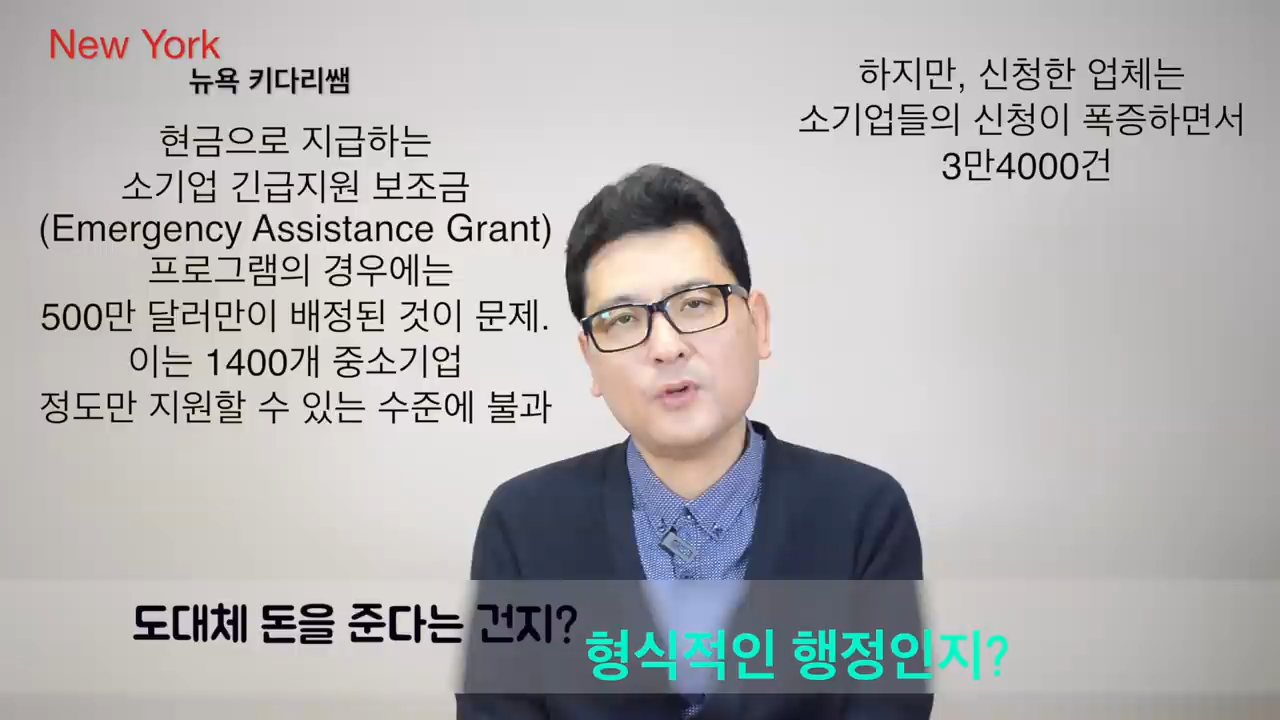 New York
뉴욕 키다리쌤
현금으로 지급하는
소기업 긴급지원 보조금
(Emergency Assistance Grant)
프로그램의 경우에는
500만 달러만이 배정된 것이 문제.
이는 1400개 중소기업
정도만 지원할 수 있는 수준에 불과
하지만, 신청한 업체는
소기업들의 신청이 폭증하면서
3만4000건
도대체 돈을 준다는 건지?
형식적인 행정인지?